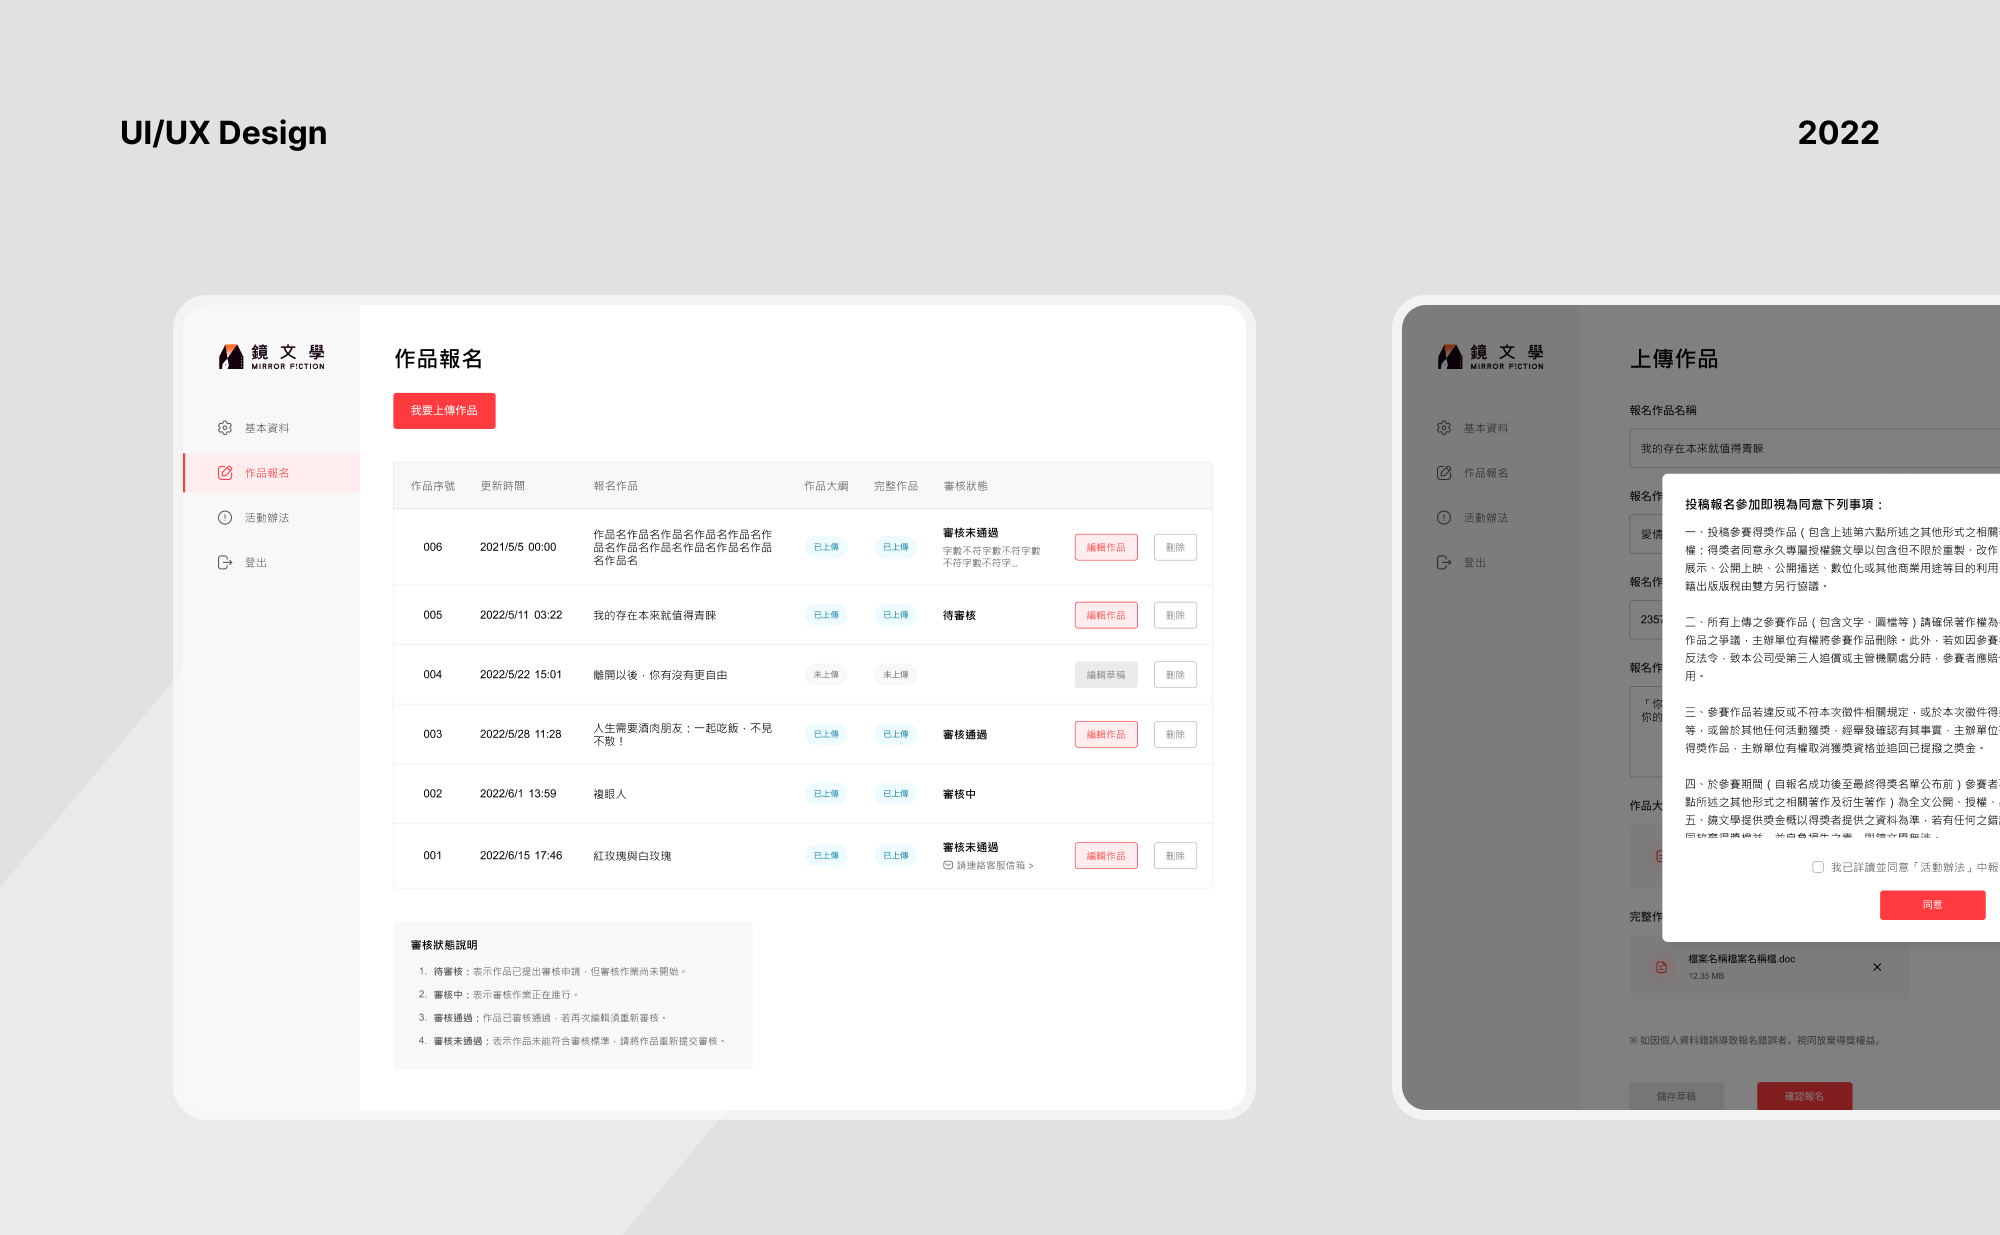 UI/UX Design
2022
鏡文學
MIRROR F!CTION
基本資料
作品報名
活動辦法
登出
作品報名
我要上傳作品
作品序號 更新時間 報名作品 作品大綱 完整作品 審核狀態
006 2021/5/5 00:00
作品名作品名作品名作品名作品名作
品名作品名作品名作品名作品名作品
名作品名
已上傳 已上傳
審核未通過
字數不符字數不符字數
不符字數不符字...
編輯作品 刪除
005 2022/5/11 03:22 我的存在本來就值得青睞 已上傳 已上傳 待審核 編輯作品 刪除
004 2022/5/22 15:01 離開以後，你有沒有更自由 未上傳 未上傳 編輯草稿 刪除
003 2022/5/28 11:28
人生需要酒肉朋友：一起吃飯，不見
不散！
已上傳 已上傳 審核通過 編輯作品 刪除
002 2022/6/1 13:59 複眼人 已上傳 已上傳 審核中
001 2022/6/15 17:46 紅玫瑰與白玫瑰 已上傳 已上傳
審核未通過
請連絡客服信箱 >
編輯作品 刪除
審核狀態說明
1. 待審核：表示作品已提出審核申請，但審核作業尚未開始。
2. 審核中：表示審核作業正在進行。
3. 審核通過：作品已審核通過，若再次編輯須重新審核。
4. 審核未通過：表示作品未能符合審核標準，請將作品重新提交審核。
鏡文學
MIRROR F!CTION
基本資料
作品報名
活動辦法
登出
上傳作品
報名作品名稱
我的存在本來就值得青睞
報名作
愛情
報名作
2357
報名作
「你
你的
作品大
完整作
檔案名稱檔案名稱檔.doc
12.35 MB
※ 如因個人資料錯誤導致報名錯誤者，視同放棄得獎權益。
儲存草稿 確認報名
投稿報名參加即視為同意下列事項：
一、投稿參賽得獎作品（包含上述第六點所述之其他形式之相關
權：得獎者同意永久專屬授權鏡文學以包含但不限於重製、改作
展示、公開上映、公開播送、數位化或其他商業用途等目的利用
籍出版版稅由雙方另行協議。
二、所有上傳之參賽作品（包含文字、圖檔等）請確保著作權為
作品之爭議，主辦單位有權將參賽作品刪除。此外，若如因參賽
反法令，致本公司受第三人追償或主管機關處分時，參賽者應賠
用。
三、參賽作品若違反或不符本次徵件相關規定，或於本次徵件得
等，或曾於其他任何活動獲獎，經舉發確認有其事實，主辦單位
得獎作品，主辦單位有權取消獲獎資格並追回已提撥之獎金。
四、於參賽期間（自報名成功後至最終得獎名單公布前）參賽者
點所述之其他形式之相關著作及衍生著作）為全文公開、授權、
五、鏡文學提供獎金概以得獎者提供之資料為準，若有任何之錯
我已詳讀並同意「活動辦法」中報
同意